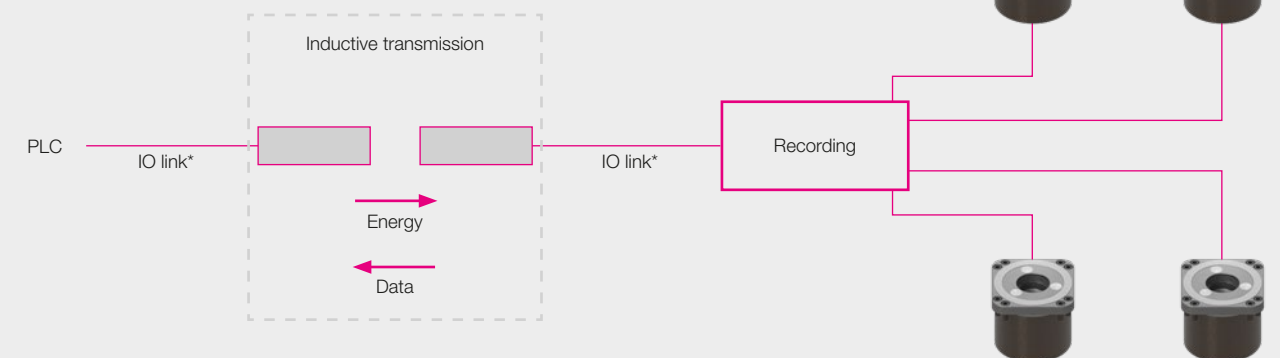 Inductive transmission
PLC
IO link*
IO link*
Recording
Energy
Data